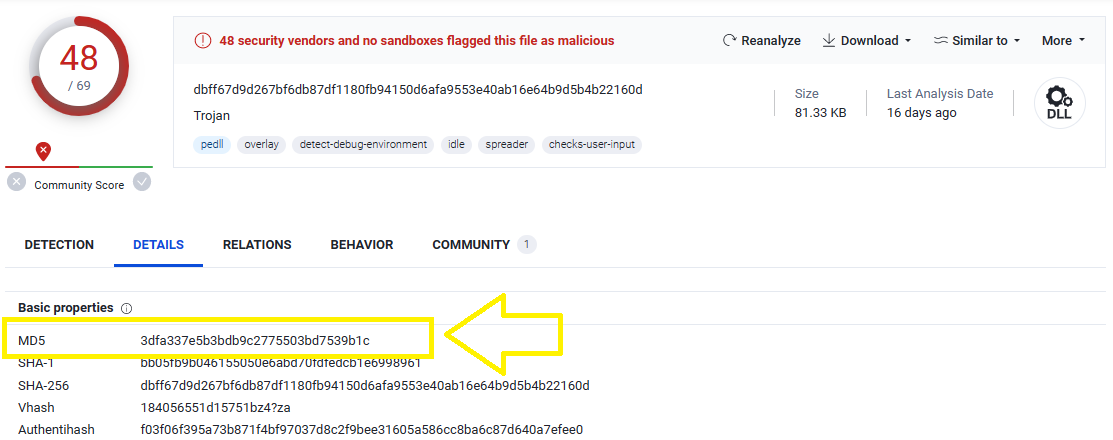 48
/ 69
Community Score
48 security vendors and no sandboxes flagged this file as malicious
Reanalyze Download Similar to More
dbff67d9d267bf6db87df1180fb94150d6afa9553e40ab16e64b9d5b4b22160d
Trojan
pedll overlay detect-debug-environment idle spreader checks-user-input
Size
81.33 KB
Last Analysis Date
16 days ago
DLL
DETECTION DETAILS RELATIONS BEHAVIOR COMMUNITY 1
Basic properties
MD5 3dfa337e5b3bdb9c2775503bd7539b1c
SHA-1 bb05fb9b046155050e6abd70fdfedcb1e6998961
SHA-256 dbff67d9d267bf6db87df1180fb94150d6afa9553e40ab16e64b9d5b4b22160d
Vhash 184056551d15751bz4?za
Authentihash f03f06f395a73b871f4bf97037d8c2f9bee31605a586cc8ba6c87d640a7efee0